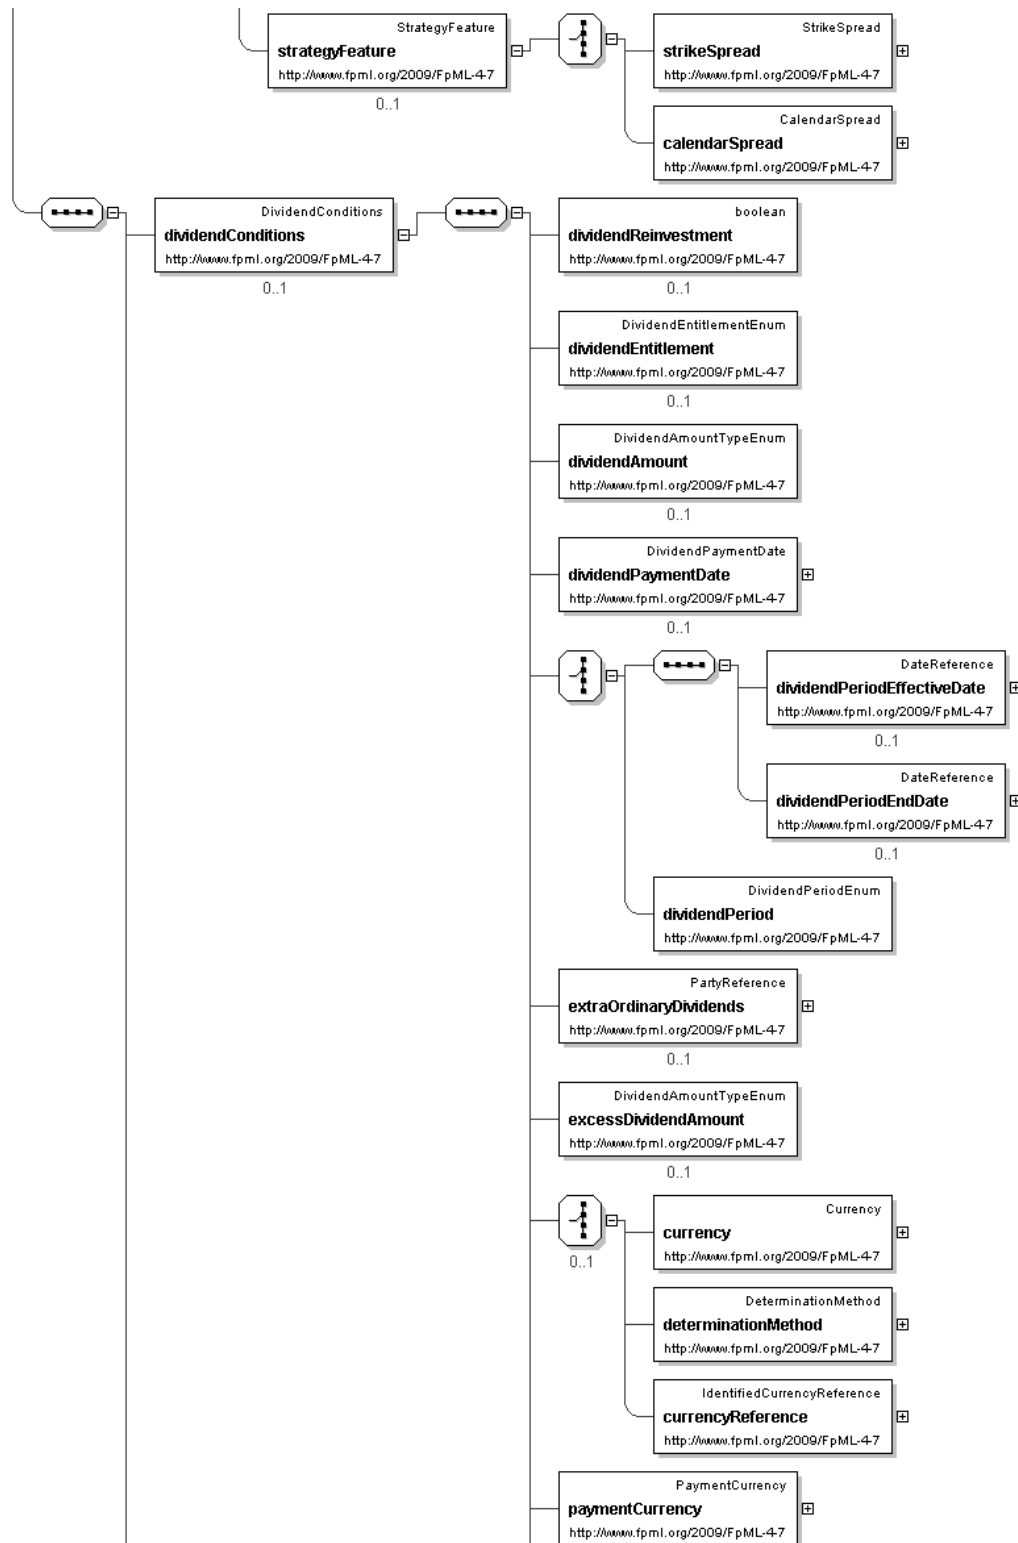 StrategyFeature
strategyFeature
http://www.fpml.org/2009/FpML-4-7
0..1
StrikeSpread
strikeSpread
http://www.fpml.org/2009/FpML-4-7
CalendarSpread
calendarSpread
http://www.fpml.org/2009/FpML-4-7
DividendConditions
dividendConditions
http://www.fpml.org/2009/FpML-4-7
0..1
boolean
dividendReinvestment
http://www.fpml.org/2009/FpML-4-7
0..1
DividendEntitlementEnum
dividendEntitlement
http://www.fpml.org/2009/FpML-4-7
0..1
DividendAmountTypeEnum
dividendAmount
http://www.fpml.org/2009/FpML-4-7
0..1
DividendPaymentDate
dividendPaymentDate
http://www.fpml.org/2009/FpML-4-7
0..1
DateReference
dividendPeriodEffectiveDate
http://www.fpml.org/2009/FpML-4-7
0..1
DateReference
dividendPeriodEndDate
http://www.fpml.org/2009/FpML-4-7
0..1
DividendPeriodEnum
dividendPeriod
http://www.fpml.org/2009/FpML-4-7
PartyReference
extraOrdinaryDividends
http://www.fpml.org/2009/FpML-4-7
0..1
DividendAmountTypeEnum
excessDividendAmount
http://www.fpml.org/2009/FpML-4-7
0..1
0..1
Currency
currency
http://www.fpml.org/2009/FpML-4-7
DeterminationMethod
determinationMethod
http://www.fpml.org/2009/FpML-4-7
IdentifiedCurrencyReference
currencyReference
http://www.fpml.org/2009/FpML-4-7
PaymentCurrency
paymentCurrency
http://www.fpml.org/2009/FpML-4-7